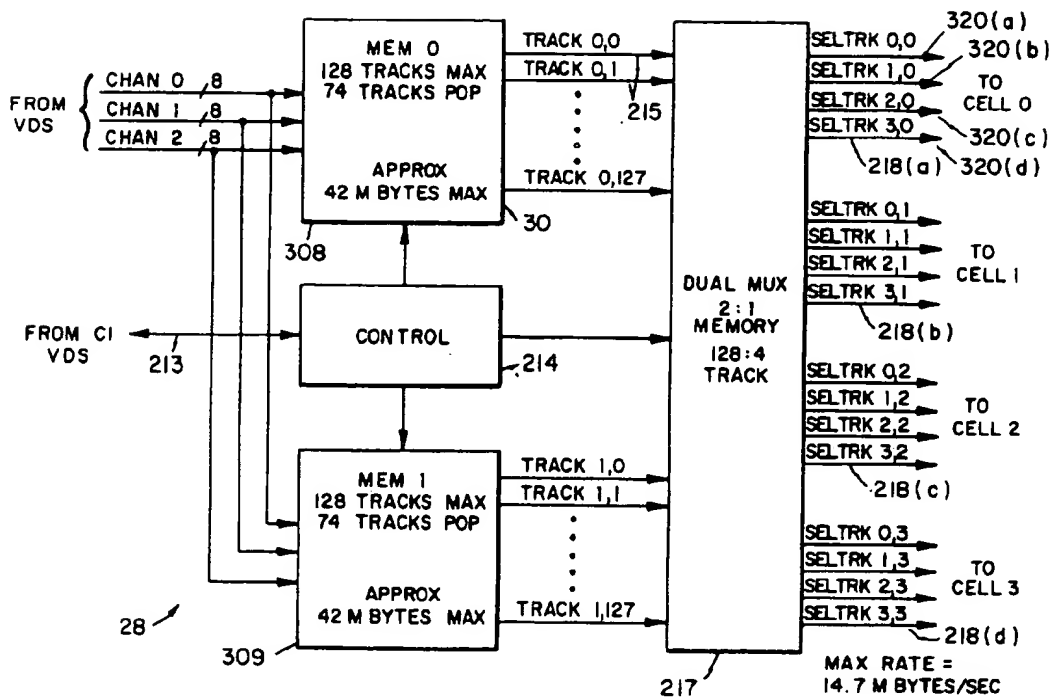 FROM VDS
CHAN 0 8
CHAN 1 8
CHAN 2 8
MEM 0
128 TRACKS MAX
74 TRACKS POP
APPROX
42 M BYTES MAX
308
30
TRACK 0,0
TRACK 0,1
215
TRACK 0,127
FROM CI
VDS
213
CONTROL
214
MEM 1
128 TRACKS MAX
74 TRACKS POP
APPROX
42 M BYTES MAX
309
28
TRACK 1,0
TRACK 1,1
TRACK 1,127
DUAL MUX
2:1
MEMORY
128:4
TRACK
217
SELTRK 0,0
SELTRK 1,0
SELTRK 2,0
SELTRK 3,0
320(a)
320(b)
TO
CELL 0
320(c)
320(d)
218(a)
SELTRK 0,1
SELTRK 1,1
SELTRK 2,1
SELTRK 3,1
TO
CELL 1
218(b)
SELTRK 0,2
SELTRK 1,2
SELTRK 2,2
SELTRK 3,2
TO
CELL 2
218(c)
SELTRK 0,3
SELTRK 1,3
SELTRK 2,3
SELTRK 3,3
TO
CELL 3
218(d)
MAX RATE =
14.7 M BYTES/SEC